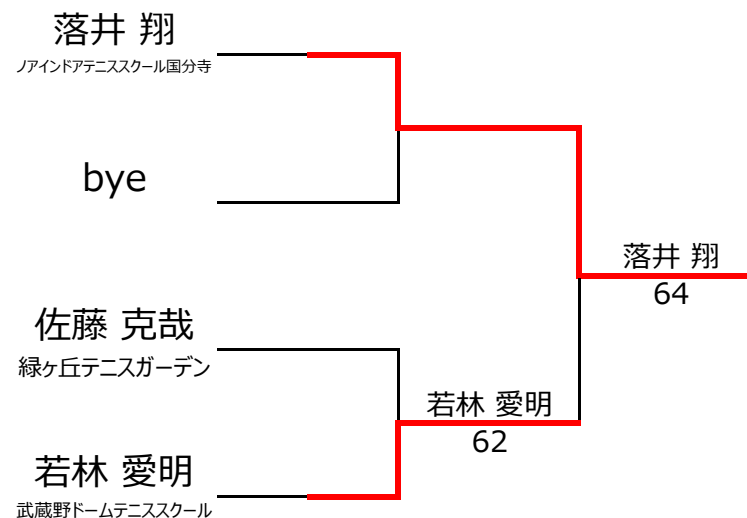 落井 翔
ノアインドアテニススクール国分寺
bye
落井 翔
64
佐藤 克哉
緑ヶ丘テニスガーデン
若林 愛明
62
若林 愛明
武蔵野ドームテニススクール